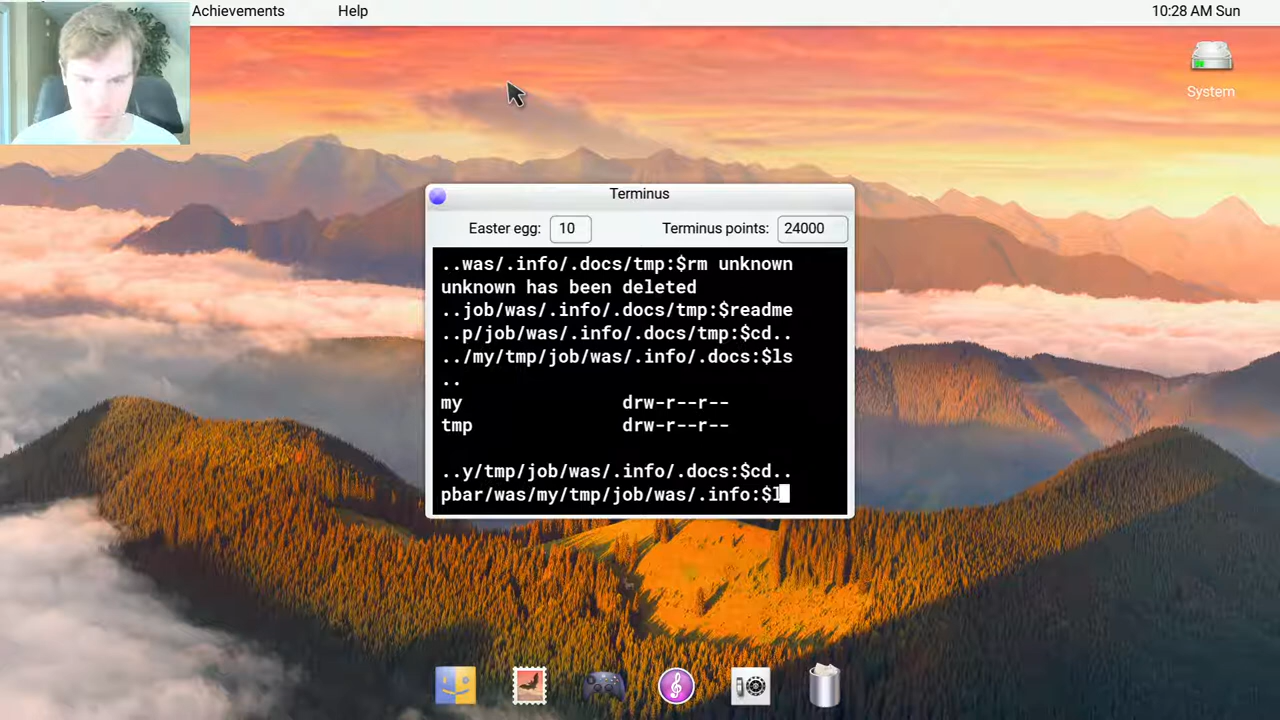 Achievements Help 10:28 AM Sun
System
Terminus
Easter egg: 10 Terminus points: 24000
..was/.info/.docs/tmp:$rm unknown
unknown has been deleted
..job/was/.info/.docs/tmp:$readme
..p/job/was/.info/.docs/tmp:$cd..
../my/tmp/job/was/.info/.docs:$ls
..
my drw-r--r--
tmp drw-r--r--
..y/tmp/job/was/.info/.docs:$cd..
pbar/was/my/tmp/job/was/.info:$l